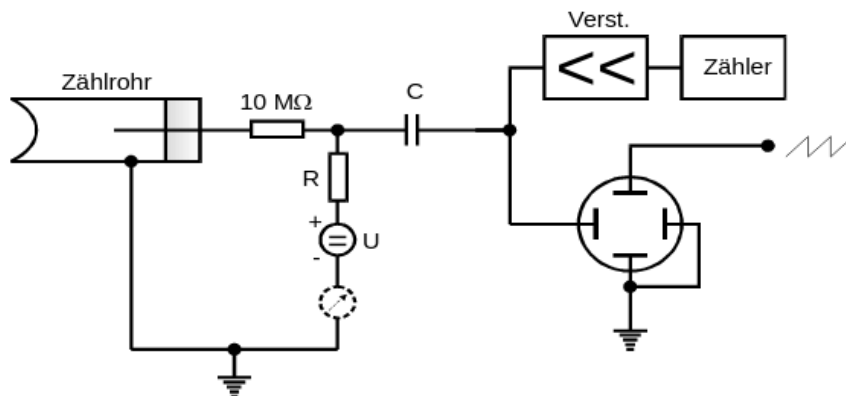 Verst.
Zähler
Zählrohr
10 MΩ
C
R
+
U
-